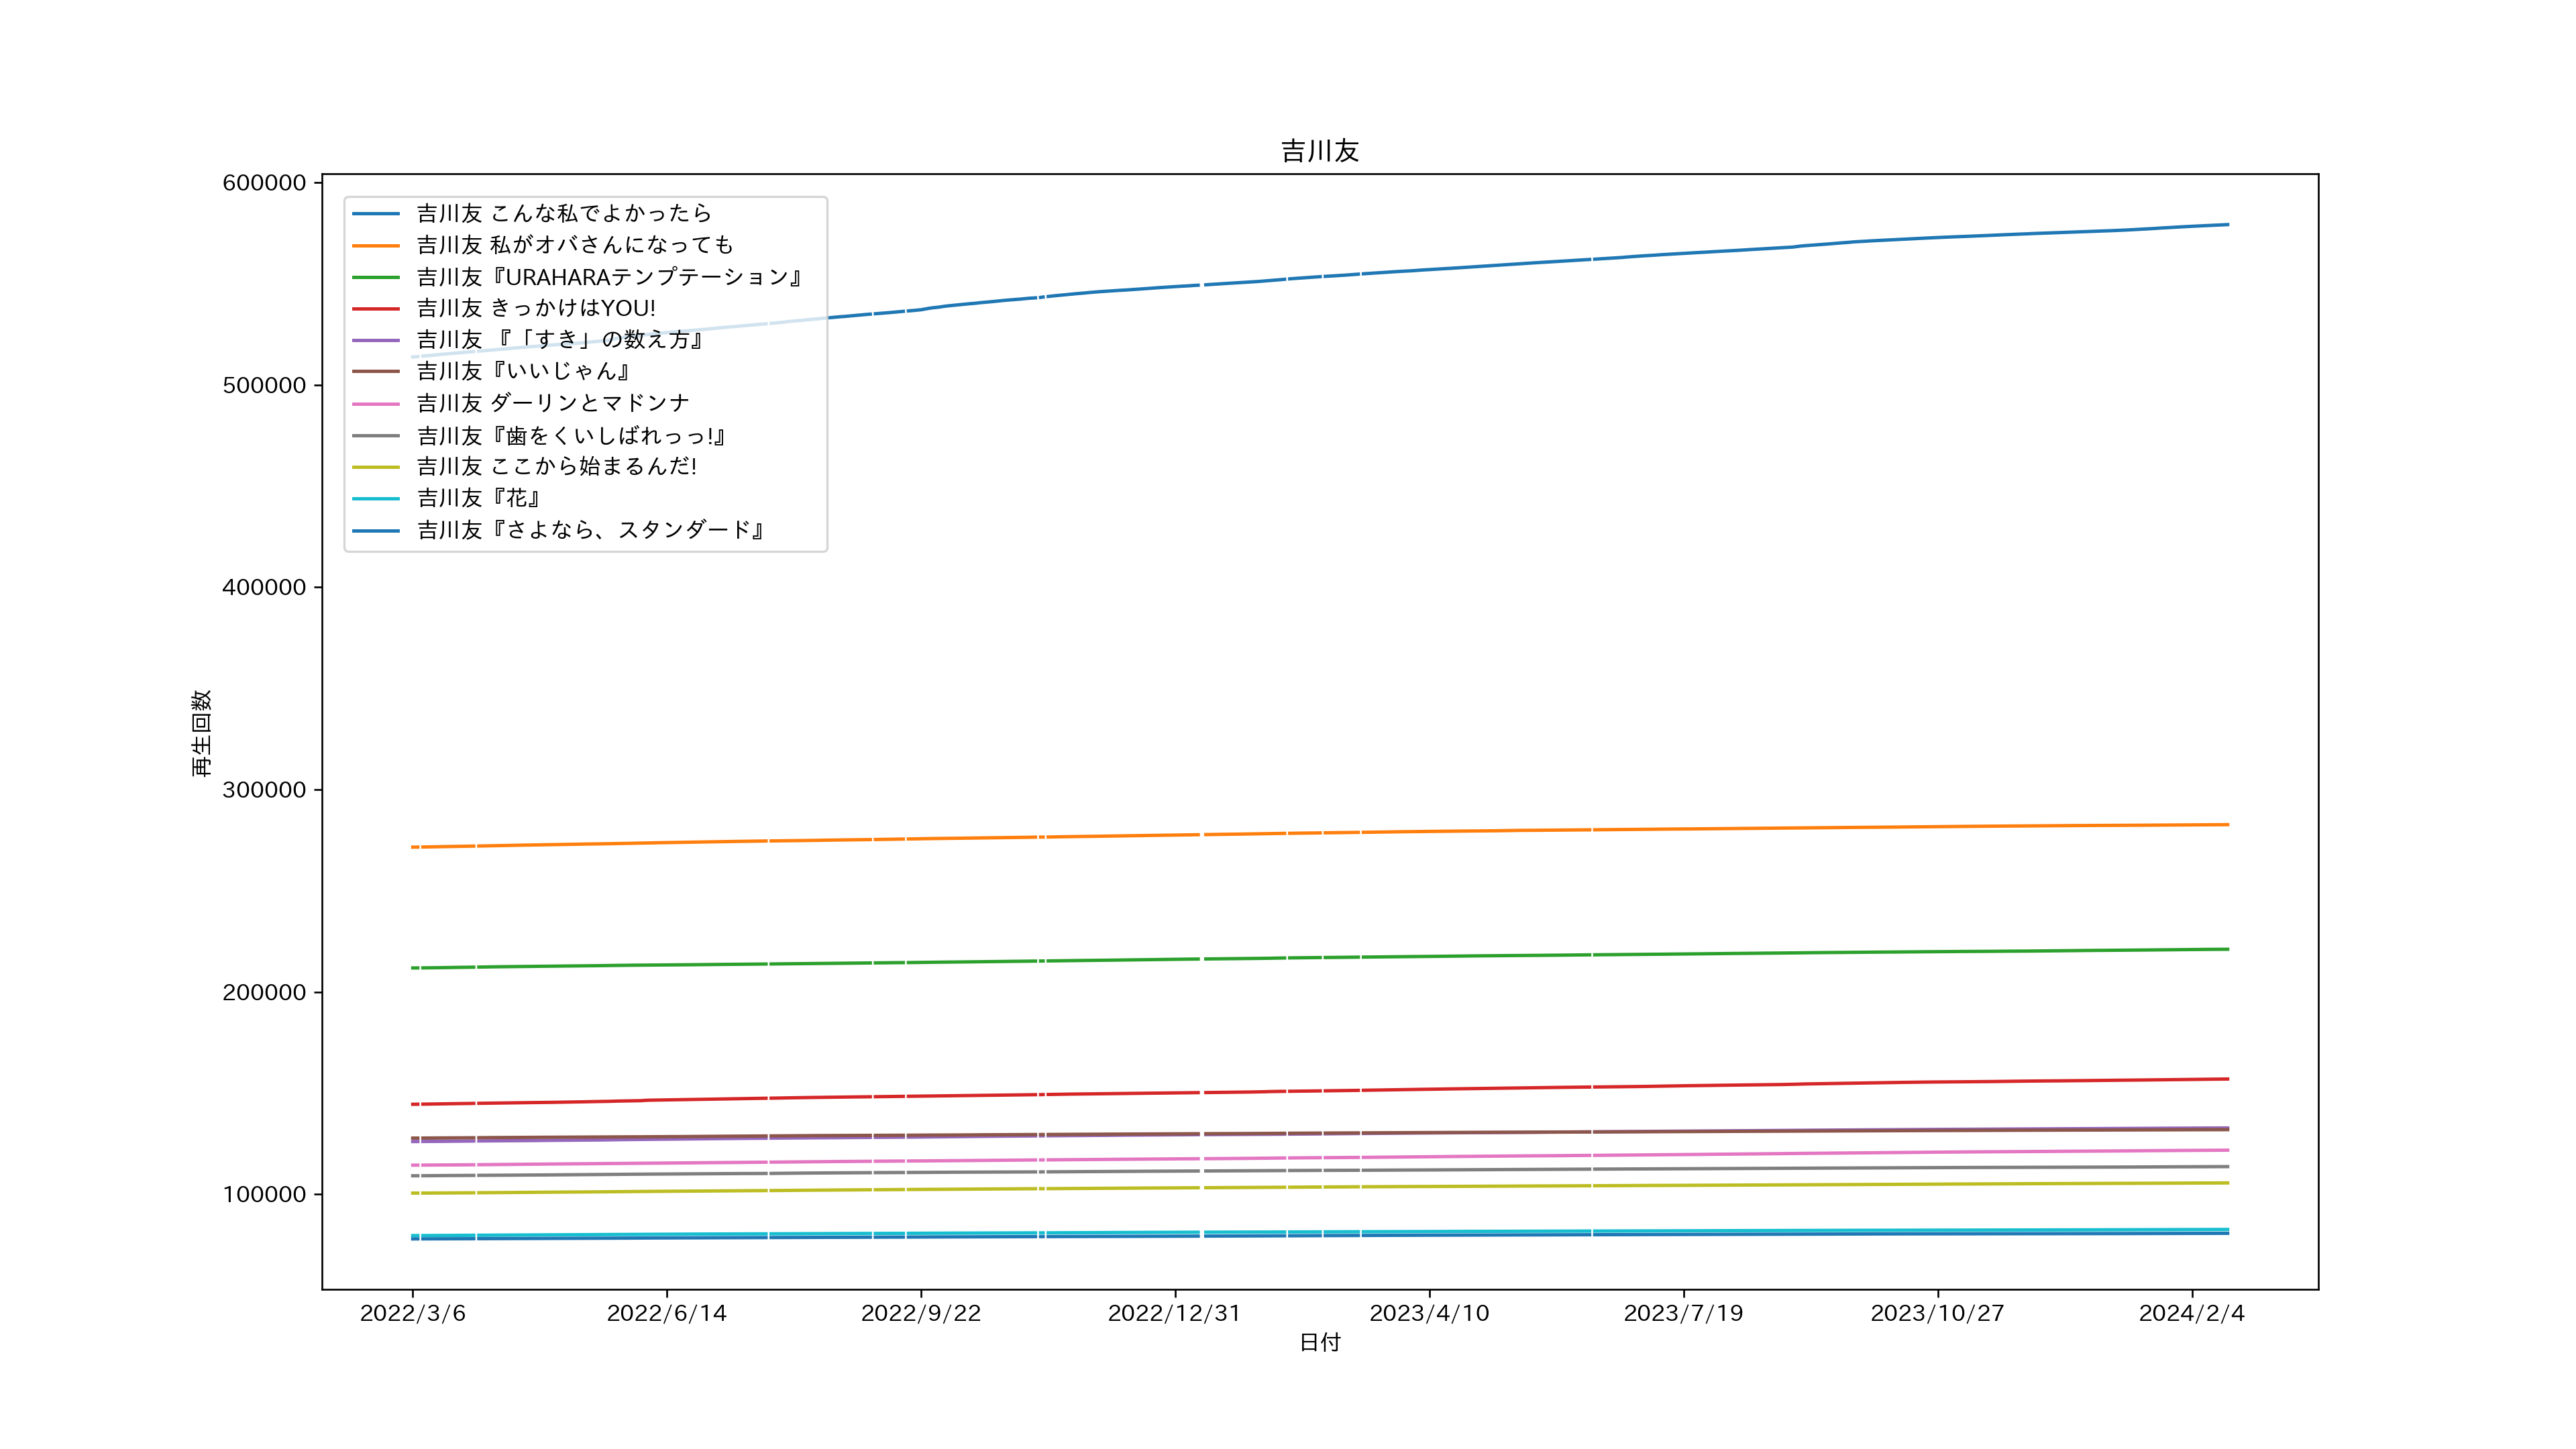 吉川友
600000
500000
400000
300000
200000
100000
再生回数
吉川友 こんな私でよかったら
吉川友 私がオバさんになっても
吉川友『URAHARAテンプテーション』
吉川友 きっかけはYOU!
吉川友 『「すき」の数え方』
吉川友『いいじゃん』
吉川友 ダーリンとマドンナ
吉川友『歯をくいしばれっっ!』
吉川友 ここから始まるんだ!
吉川友『花』
吉川友『さよなら、スタンダード』
2022/3/6 2022/6/14 2022/9/22 2022/12/31 2023/4/10 2023/7/19 2023/10/27 2024/2/4
日付